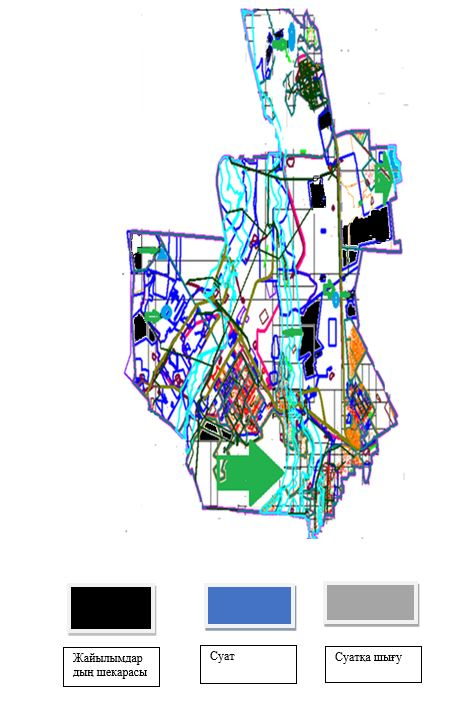 Жайылымдар
дың шекарасы
Суат
Суатқа шығу